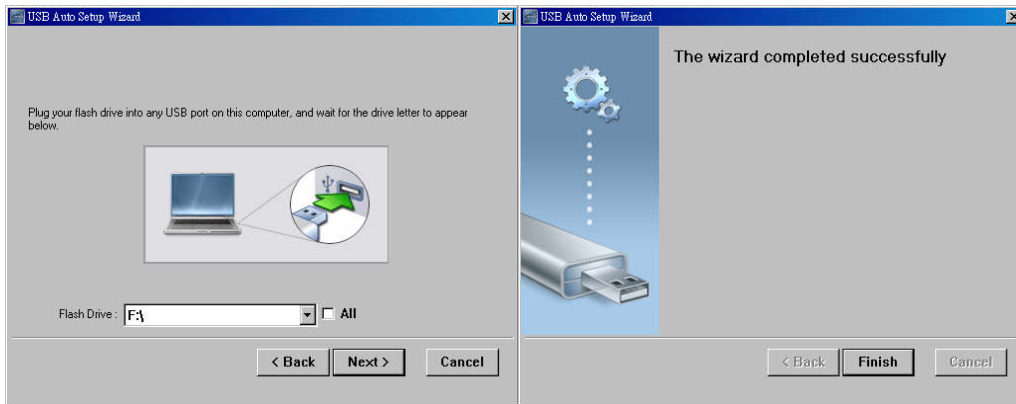 USB Auto Setup Wizard
Plug your flash drive into any USB port on this computer, and wait for the drive letter to appear
below.
Flash Drive : F:\ All
< Back Next > Cancel
USB Auto Setup Wizard
The wizard completed successfully
< Back Finish Cancel